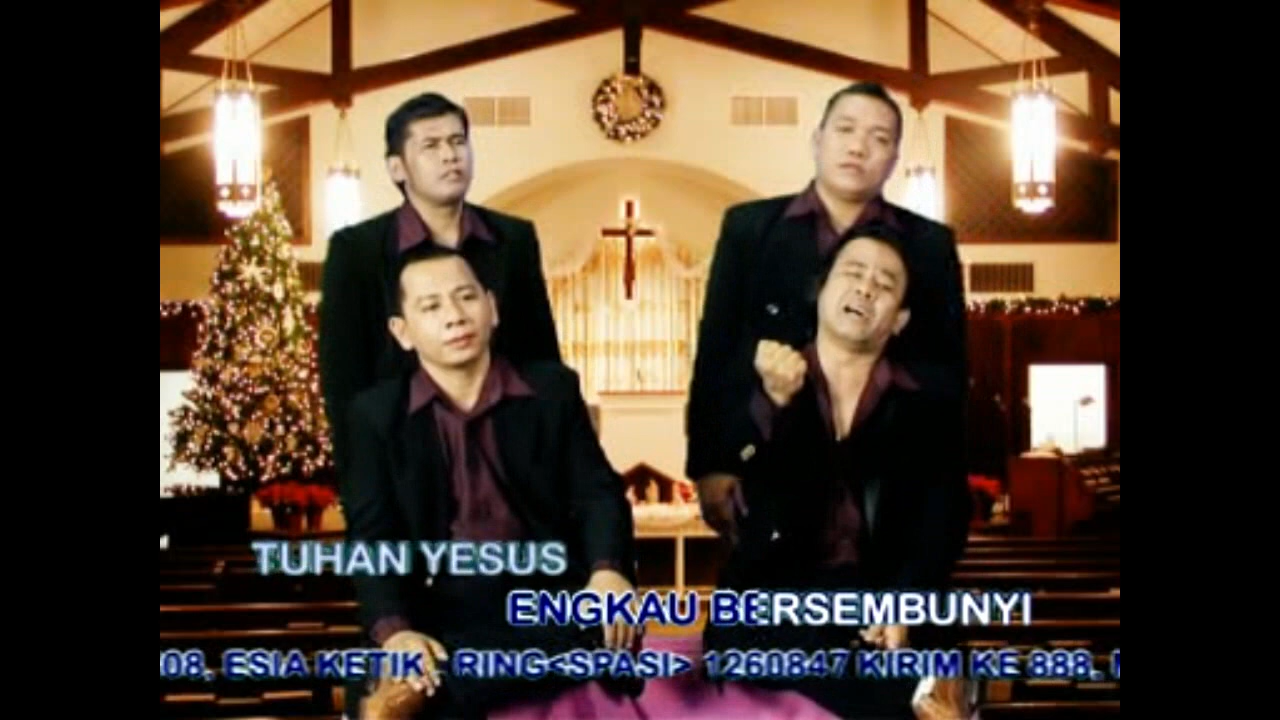 TUHAN YESUS
ENGKAU BERSEMBUNYI
08, ESIA KETIK RING<SPASI> 1260847 KIRIM KE 888,